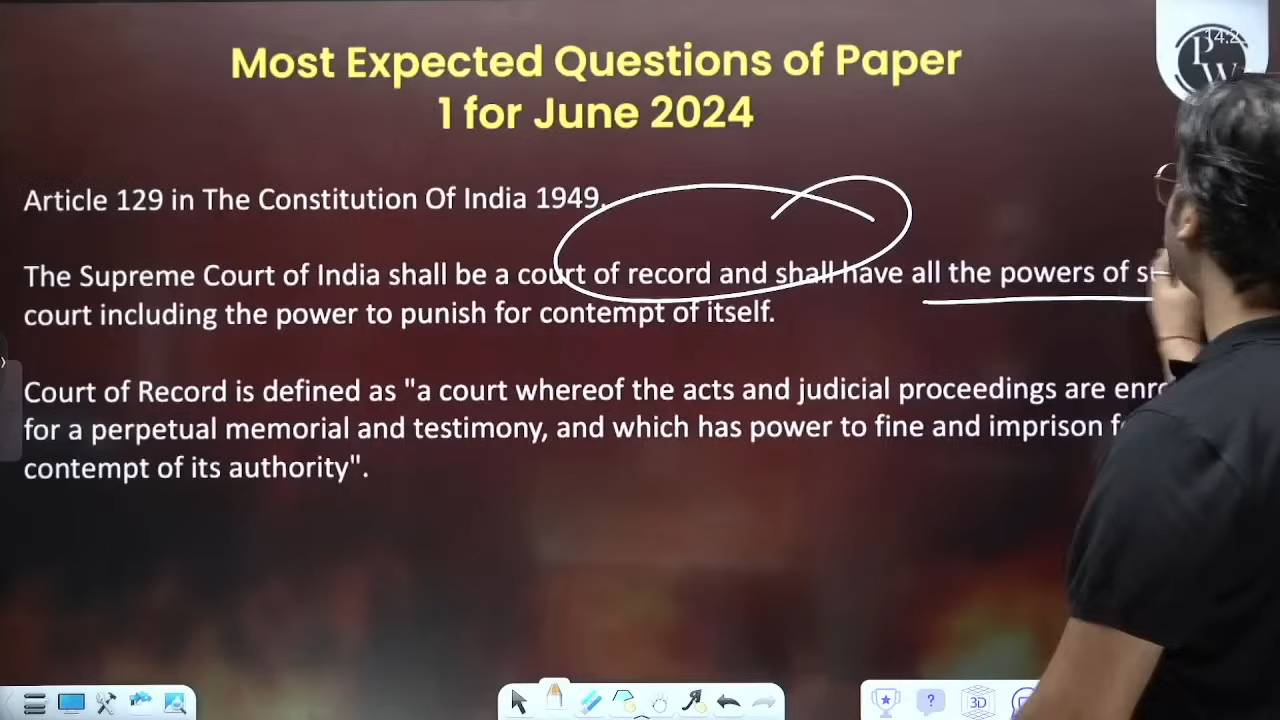 Most Expected Questions of Paper
1 for June 2024
PW
Article 129 in The Constitution Of India 1949.
The Supreme Court of India shall be a court of record and shall have all the powers of
court including the power to punish for contempt of itself.
Court of Record is defined as "a court whereof the acts and judicial proceedings are
for a perpetual memorial and testimony, and which has power to fine and imprison
contempt of its authority".
?
3D